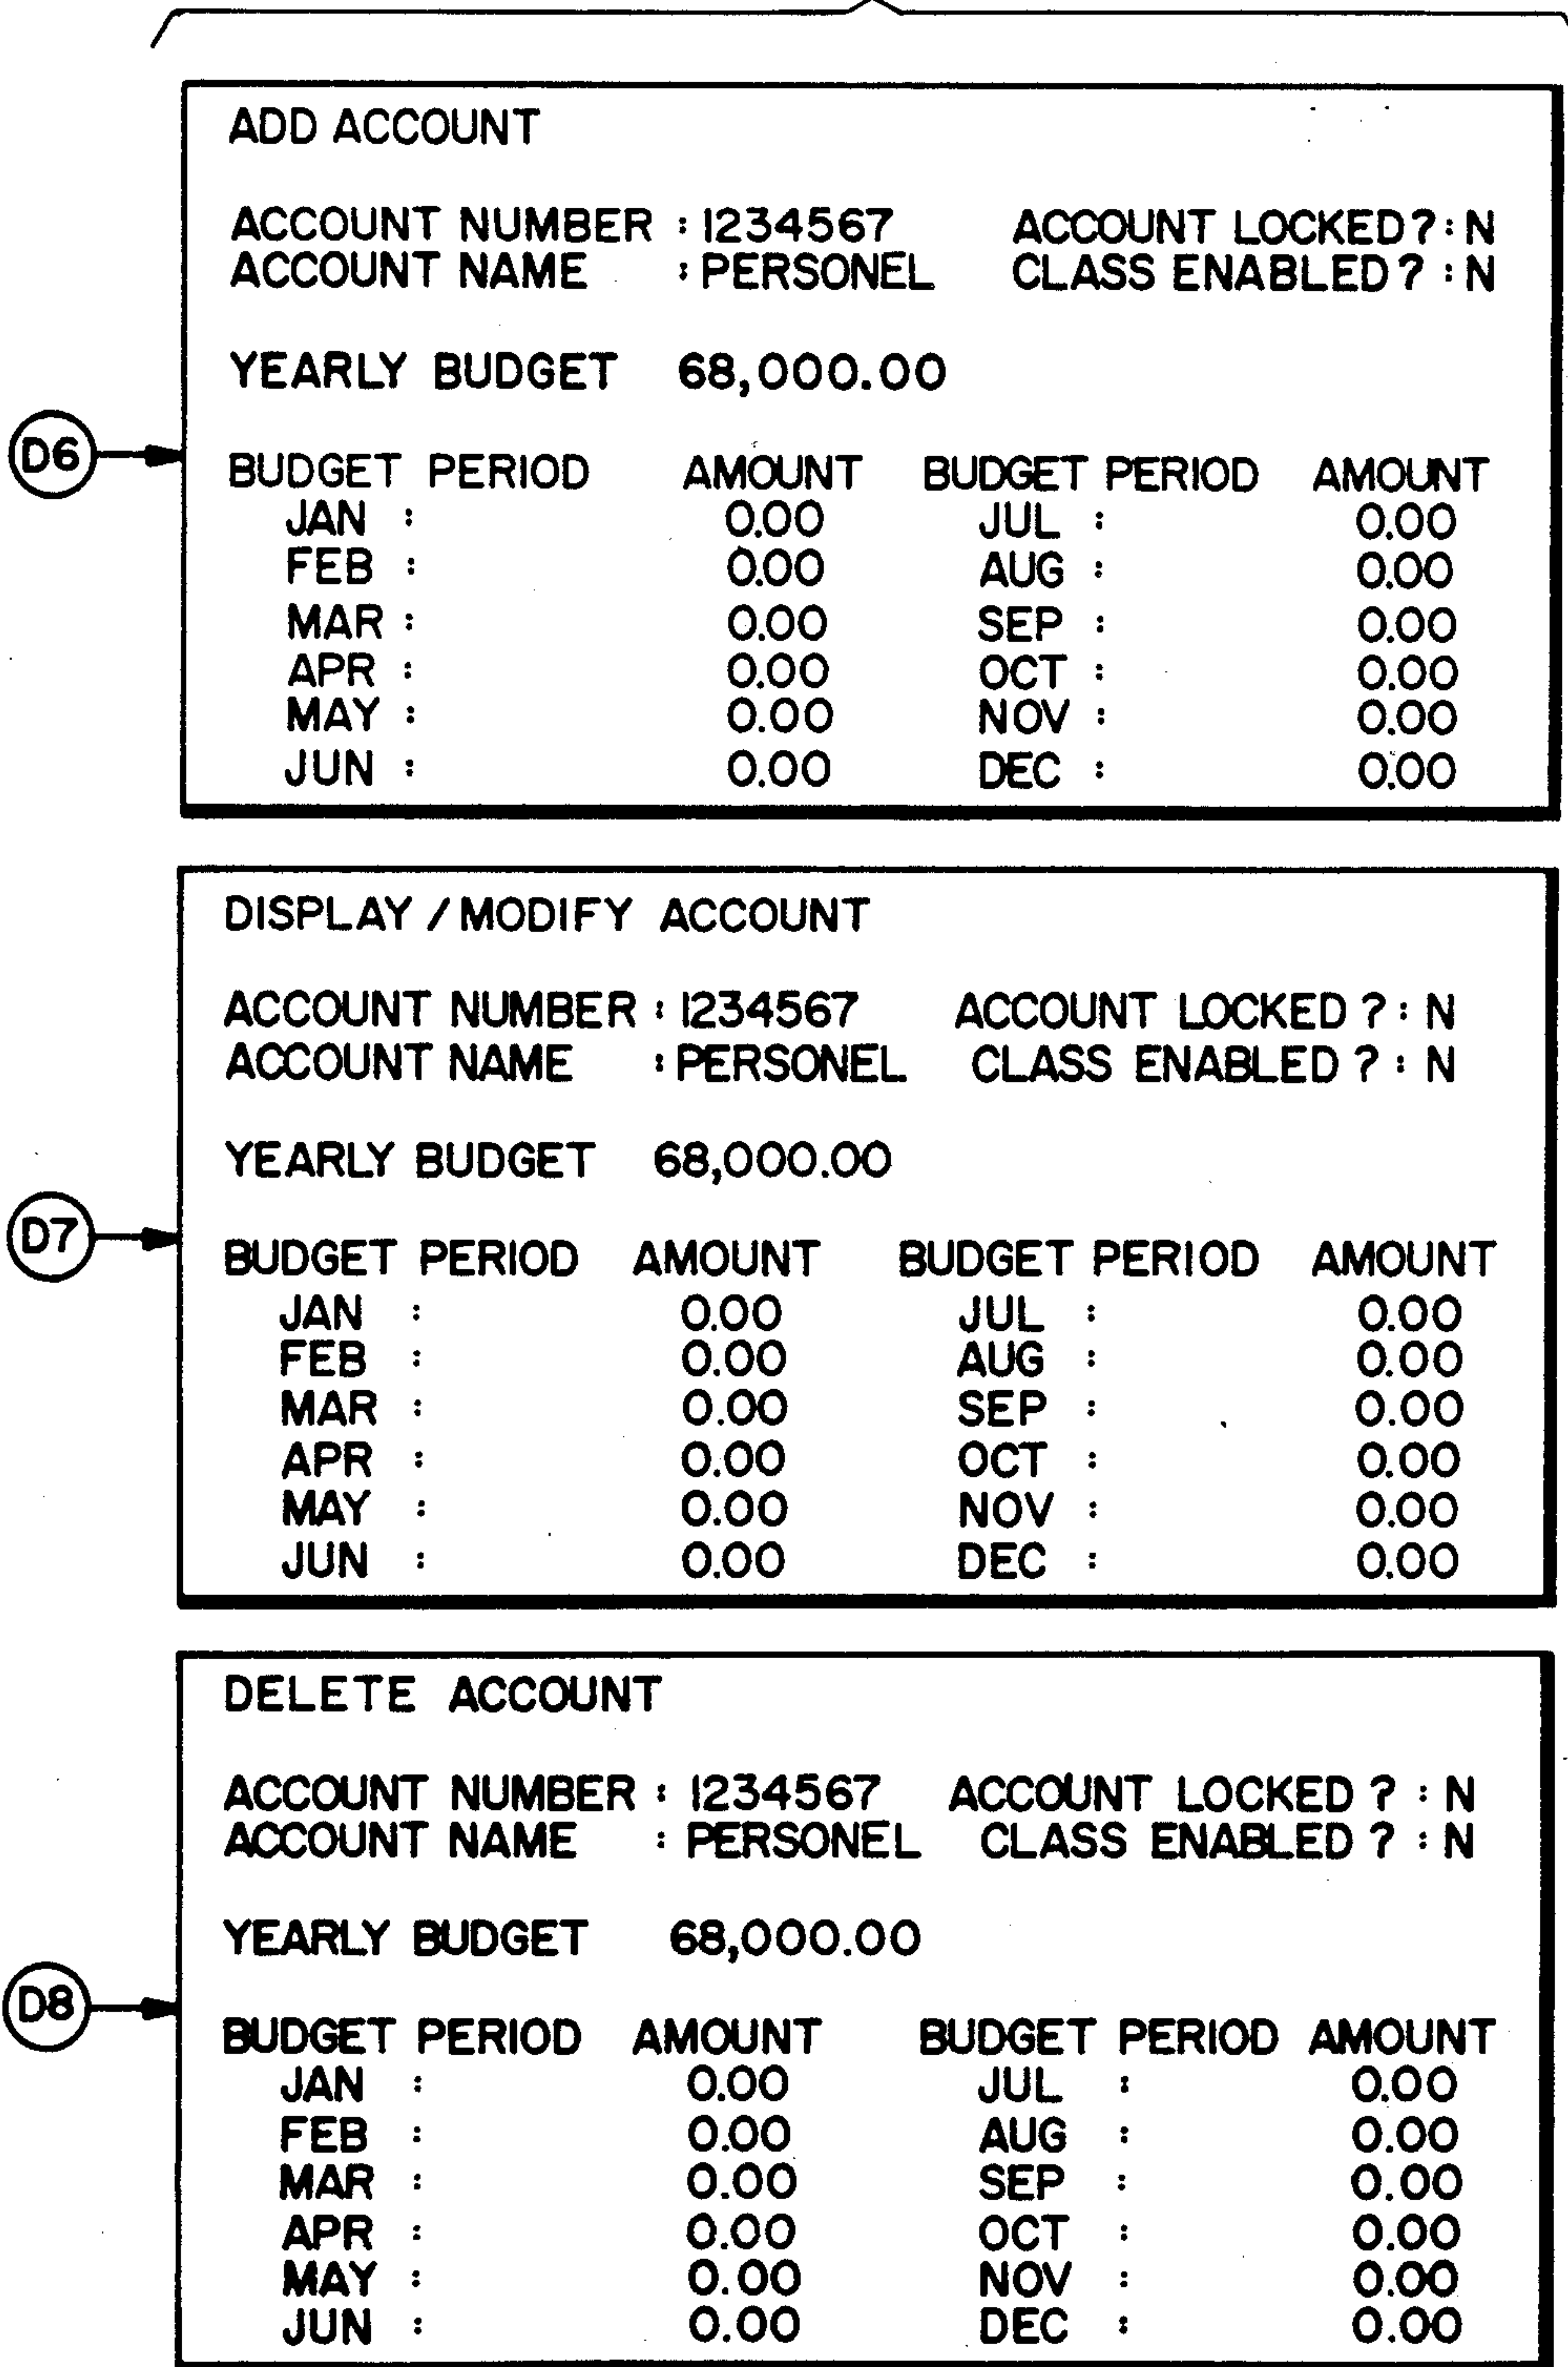 ADD ACCOUNT
ACCOUNT NUMBER : 1234567 ACCOUNT LOCKED? : N
ACCOUNT NAME : PERSONEL CLASS ENABLED? : N
YEARLY BUDGET 68,000.00
D6
BUDGET PERIOD AMOUNT BUDGET PERIOD AMOUNT
JAN : 0.00 JUL : 0.00
FEB : 0.00 AUG : 0.00
MAR : 0.00 SEP : 0.00
APR : 0.00 OCT : 0.00
MAY : 0.00 NOV : 0.00
JUN : 0.00 DEC : 0.00
DISPLAY / MODIFY ACCOUNT
ACCOUNT NUMBER : 1234567 ACCOUNT LOCKED ? : N
ACCOUNT NAME : PERSONEL CLASS ENABLED ? : N
YEARLY BUDGET 68,000.00
D7
BUDGET PERIOD AMOUNT BUDGET PERIOD AMOUNT
JAN : 0.00 JUL : 0.00
FEB : 0.00 AUG : 0.00
MAR : 0.00 SEP : 0.00
APR : 0.00 OCT : 0.00
MAY : 0.00 NOV : 0.00
JUN : 0.00 DEC : 0.00
DELETE ACCOUNT
ACCOUNT NUMBER : 1234567 ACCOUNT LOCKED ? : N
ACCOUNT NAME : PERSONEL CLASS ENABLED ? : N
YEARLY BUDGET 68,000.00
D8
BUDGET PERIOD AMOUNT BUDGET PERIOD AMOUNT
JAN : 0.00 JUL : 0.00
FEB : 0.00 AUG : 0.00
MAR : 0.00 SEP : 0.00
APR : 0.00 OCT : 0.00
MAY : 0.00 NOV : 0.00
JUN : 0.00 DEC : 0.00